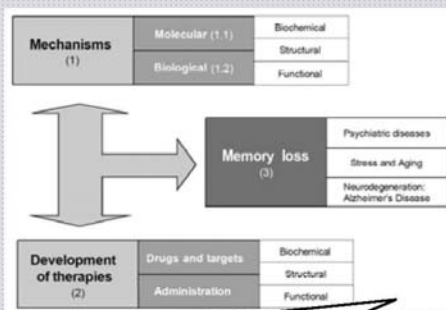 Mechanisms
(1)
Molecular (1.1)
Biological (1.2)
Biochemical
Structural
Functional
Memory loss
(3)
Psychiatric diseases
Stress and Aging
Neurodegeneration:
Alzheimer's Disease
Development
of therapies
(2)
Drugs and targets
Administration
Biochemical
Structural
Functional